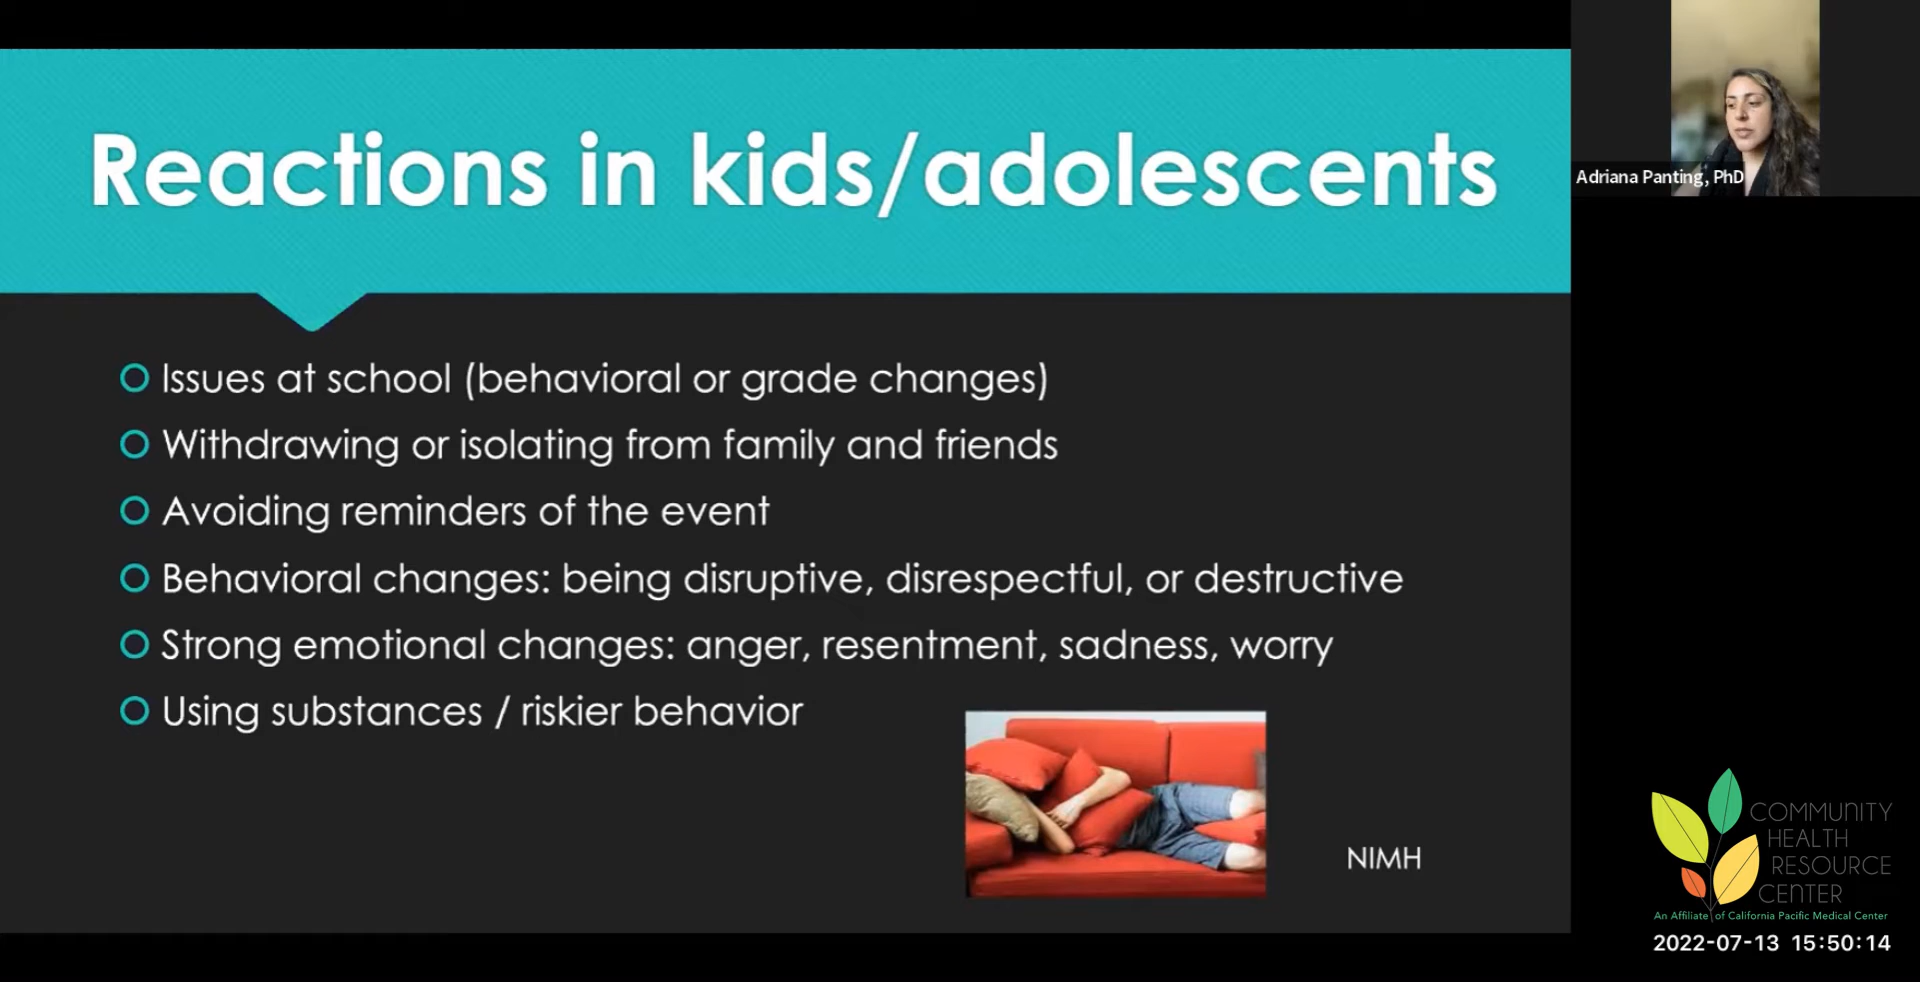 Reactions in kids/adolescents
Issues at school (behavioral or grade changes)
Withdrawing or isolating from family and friends
Avoiding reminders of the event
Behavioral changes: being disruptive, disrespectful, or destructive
Strong emotional changes: anger, resentment, sadness, worry
Using substances / riskier behavior
NIMH
Adriana Panting, PhD
COMMUNITY
HEALTH
RESOURCE
CENTER
An Affiliate of California Pacific Medical Center
2022-07-13 15:50:14